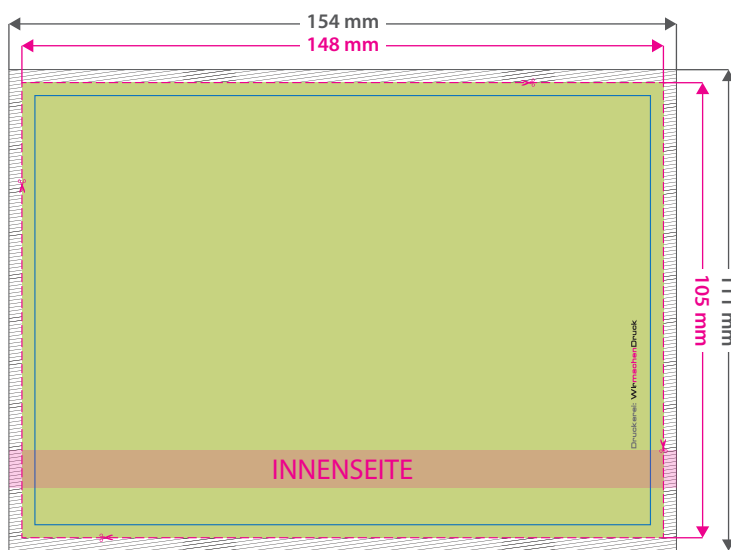 154 mm
148 mm
105 mm
111 mm
Druckerei: WIRmachenDruck
INNENSEITE